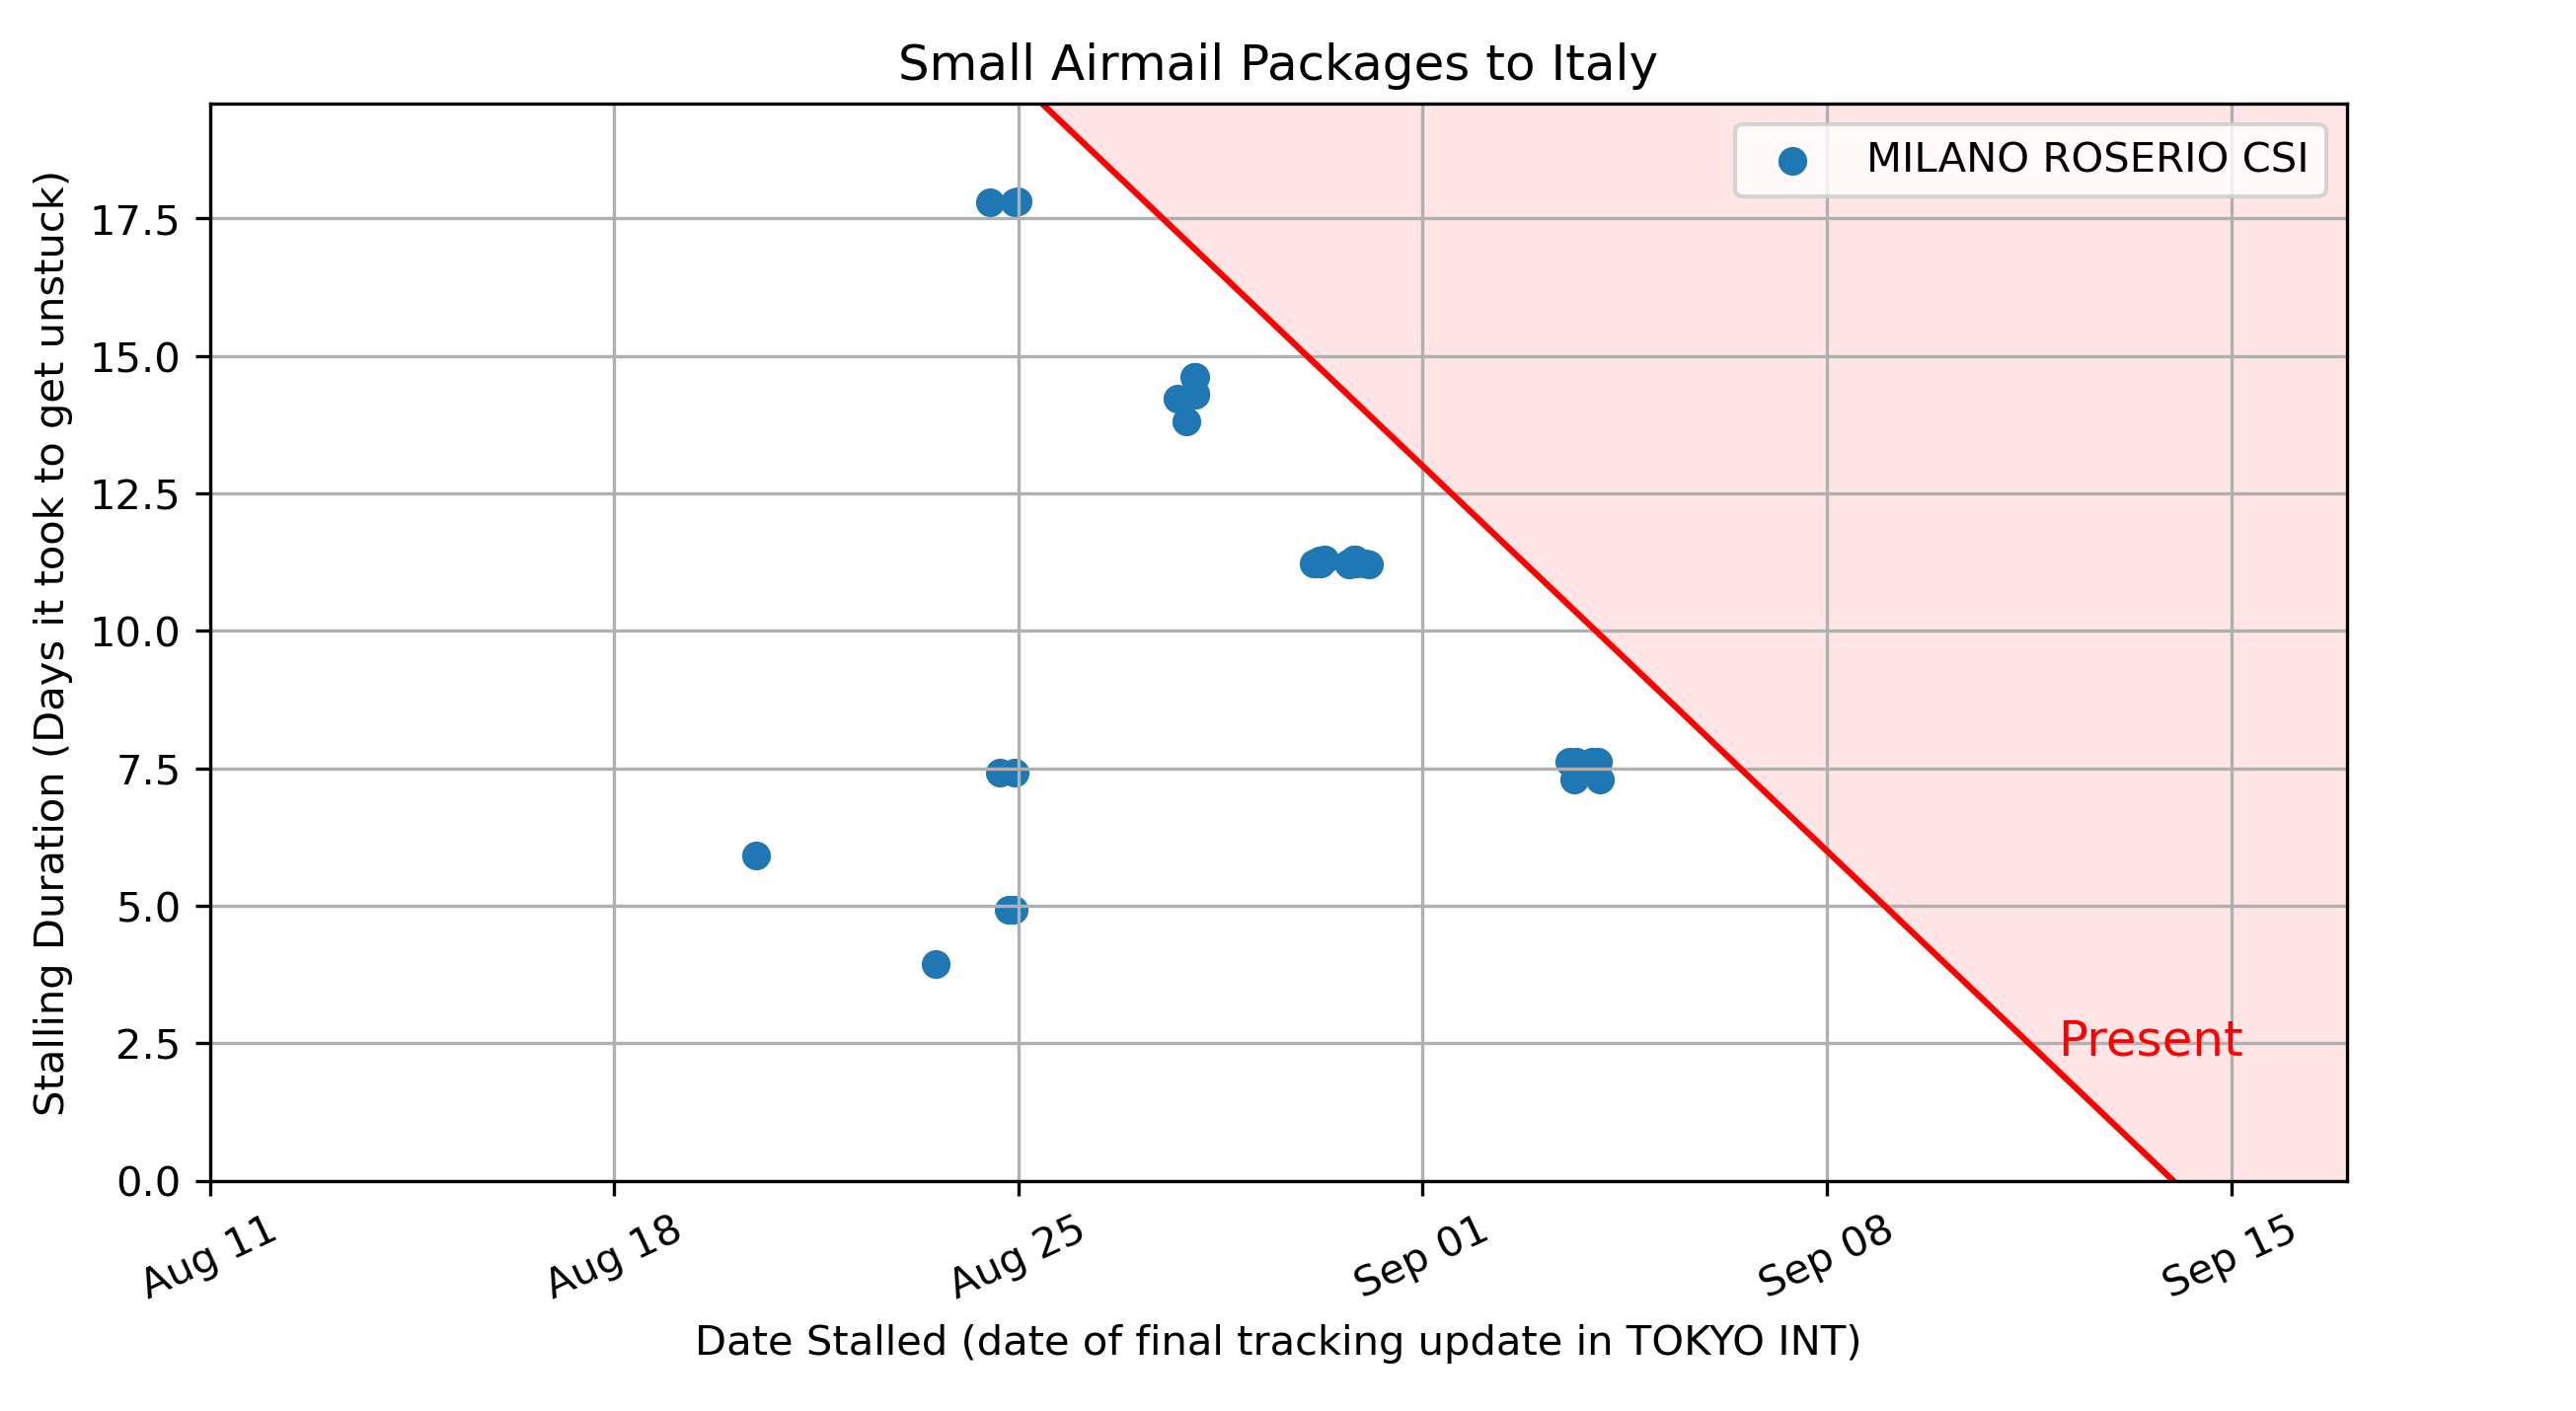 Small Airmail Packages to Italy
MILANO ROSERIO CSI
Stalling Duration (Days it took to get unstuck)
17.5
15.0
12.5
10.0
7.5
5.0
2.5
0.0
Present
Aug 11
Aug 18
Aug 25
Sep 01
Sep 08
Sep 15
Date Stalled (date of final tracking update in TOKYO INT)